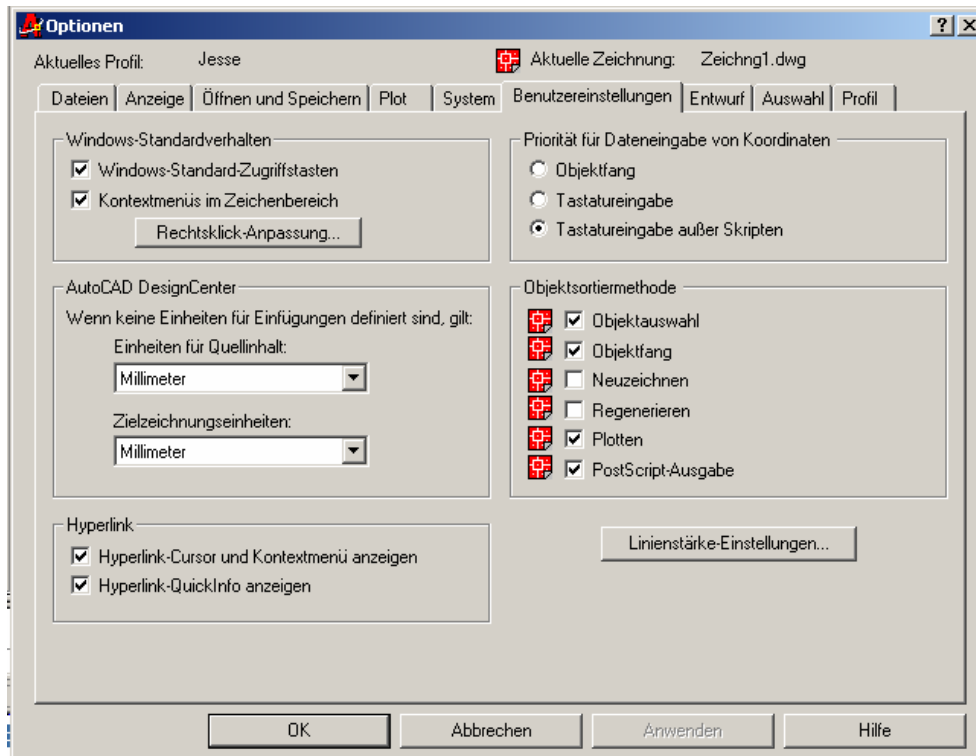 Optionen
Aktuelles Profil: Jesse Aktuelle Zeichnung: Zeichng1.dwg
Dateien Anzeige Öffnen und Speichern Plot System Benutzereinstellungen Entwurf Auswahl Profil
Windows-Standardverhalten
Windows-Standard-Zugriffstasten
Kontextmenüs im Zeichenbereich
Rechtsklick-Anpassung...
AutoCAD DesignCenter
Wenn keine Einheiten für Einfügungen definiert sind, gilt:
Einheiten für Quellinhalt:
Millimeter
Zielzeichnungseinheiten:
Millimeter
Hyperlink
Hyperlink-Cursor und Kontextmenü anzeigen
Hyperlink-QuickInfo anzeigen
Priorität für Dateneingabe von Koordinaten
Objektfang
Tastatureingabe
Tastatureingabe außer Skripten
Objektsortiermethode
Objektauswahl
Objektfang
Neuzeichnen
Regenerieren
Plotten
PostScript-Ausgabe
Linienstärke-Einstellungen...
OK Abbrechen Anwenden Hilfe